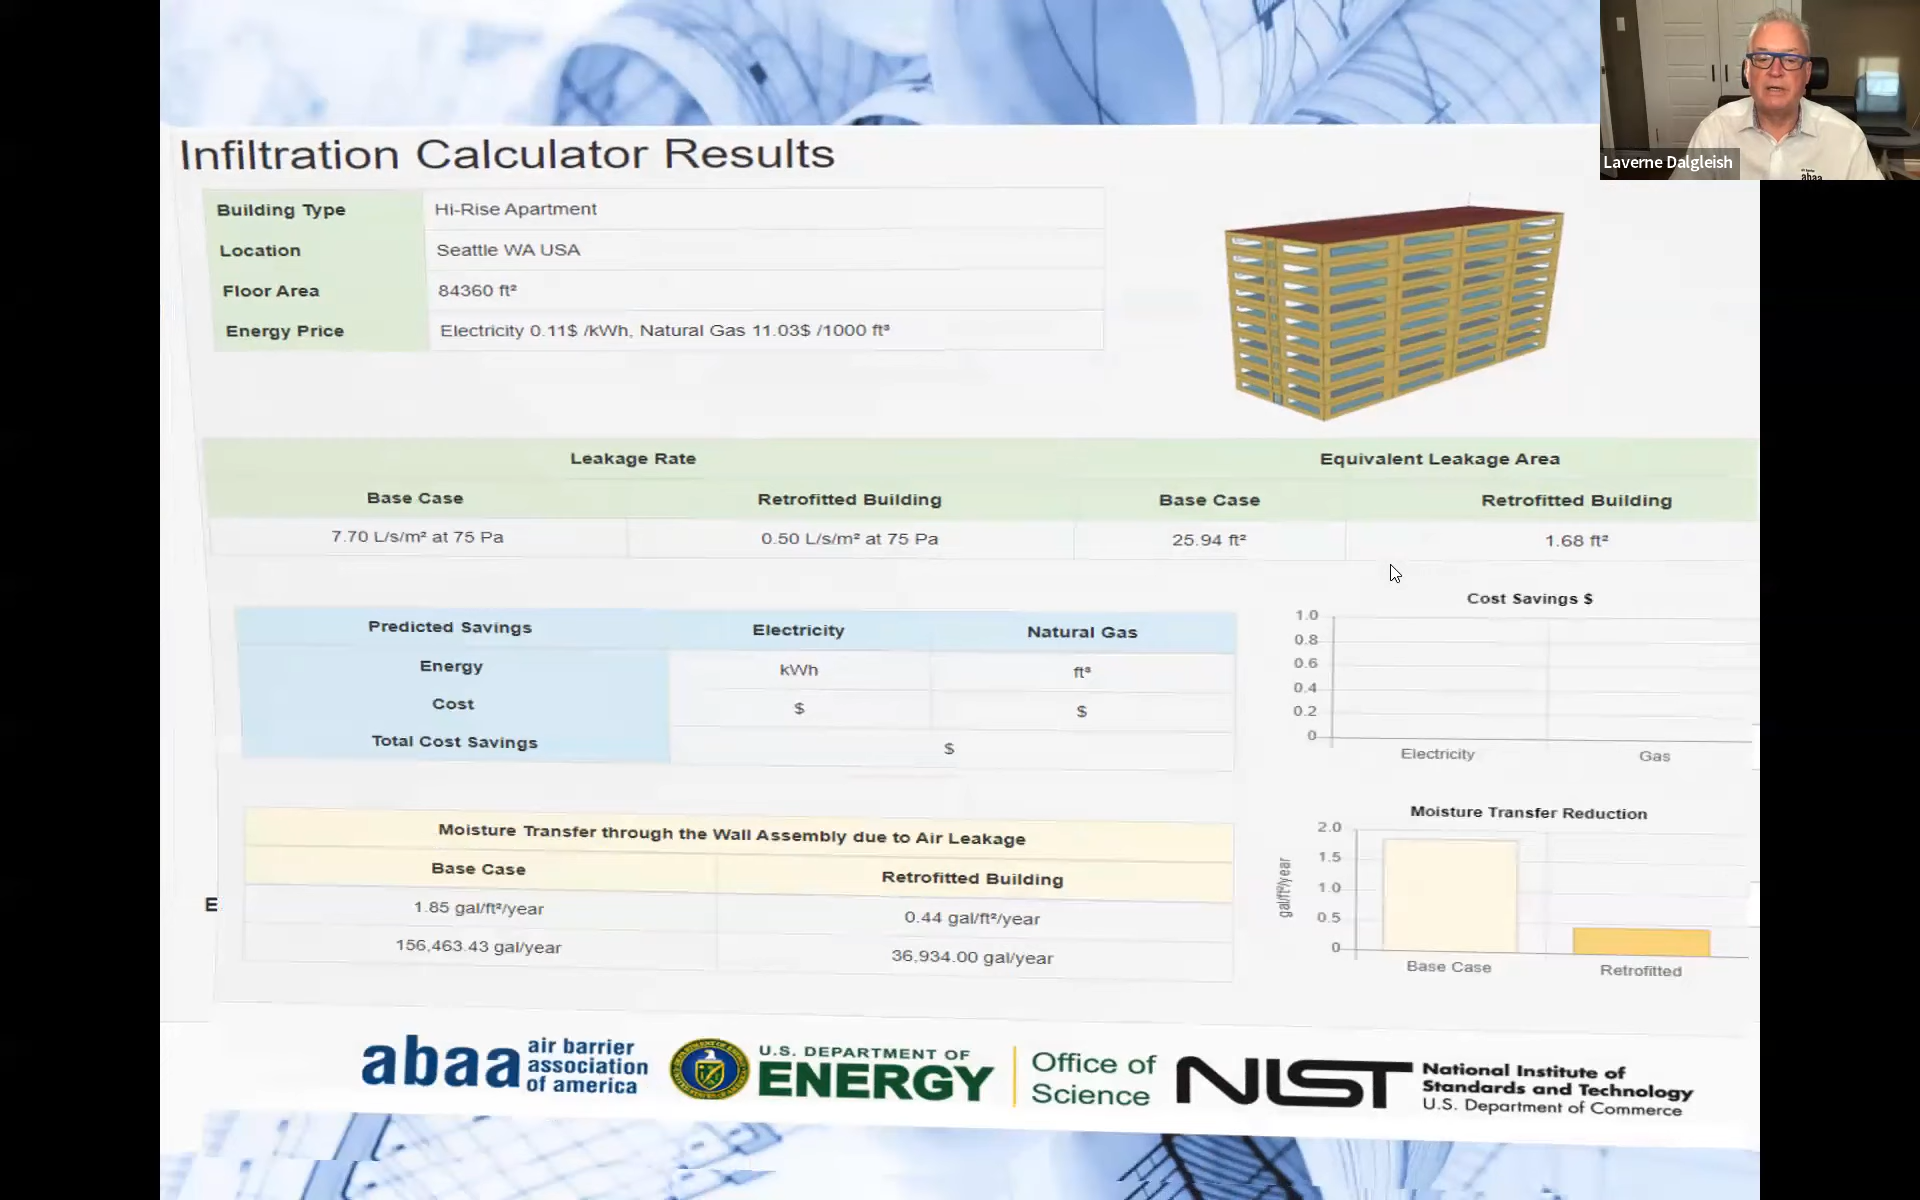 Laverne Dalgleish
abaa
Infiltration Calculator Results
Building Type Hi-Rise Apartment
Location Seattle WA USA
Floor Area 84360 ft²
Energy Price Electricity 0.11$ /kWh, Natural Gas 11.03$ /1000 ft³
Leakage Rate Equivalent Leakage Area
Base Case Retrofitted Building Base Case Retrofitted Building
7.70 L/s/m² at 75 Pa 0.50 L/s/m² at 75 Pa 25.94 ft² 1.68 ft²
Predicted Savings Electricity Natural Gas
Energy kWh ft³
Cost $ $
Total Cost Savings $
Cost Savings $
1.0
0.8
0.6
0.4
0.2
0
Electricity Gas
Moisture Transfer through the Wall Assembly due to Air Leakage
Base Case Retrofitted Building
1.85 gal/ft²/year 0.44 gal/ft²/year
156,463.43 gal/year 36,934.00 gal/year
E
Moisture Transfer Reduction
gal/ft²/year
2.0
1.5
1.0
0.5
0
Base Case Retrofitted
abaa air barrier
association
of america
U.S. DEPARTMENT OF
ENERGY
Office of
Science
NIST
National Institute of
Standards and Technology
U.S. Department of Commerce